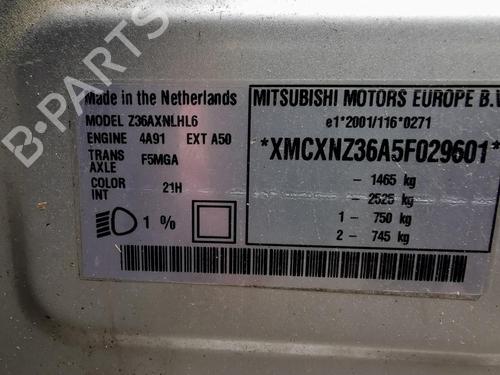 B-PARTS
Made in the Netherlands
MODEL Z36AXNLHL6
ENGINE 4A91 EXT A50
TRANS AXLE F5MGA
COLOR INT 21H
1 %
MITSUBISHI MOTORS EUROPE B.V
e1*2001/116*0271
*XMCXNZ36A5F029601*
- 1465 kg
- 2525 kg
1 - 750 kg
2 - 745 kg